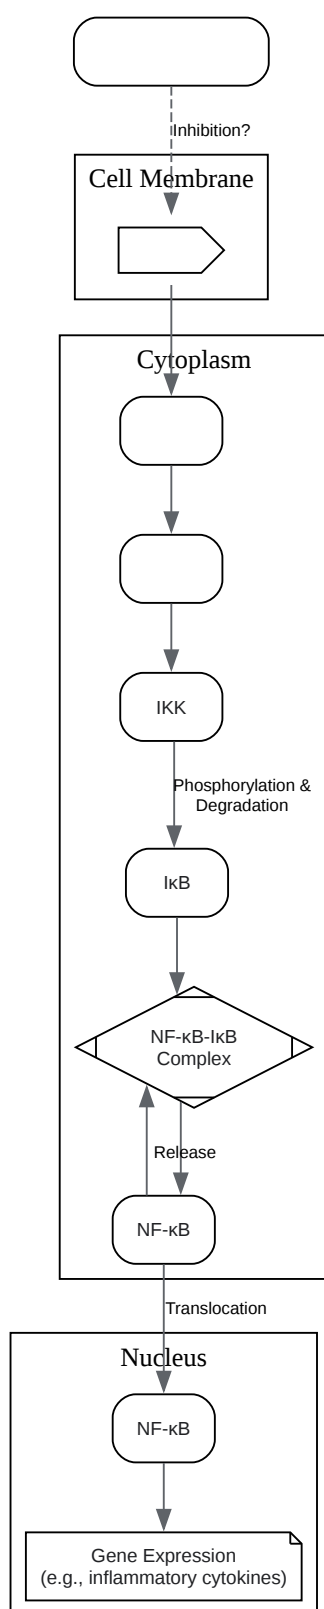 Inhibition?
Cell Membrane
Cytoplasm
IKK
Phosphorylation &
Degradation
IκB
NF-κB-IκB
Complex
Release
NF-κB
Translocation
Nucleus
NF-κB
Gene Expression
(e.g., inflammatory cytokines)